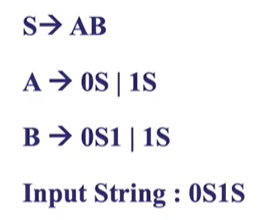 S→ AB
A → 0S | 1S
B → 0S1 | 1S
Input String : 0S1S